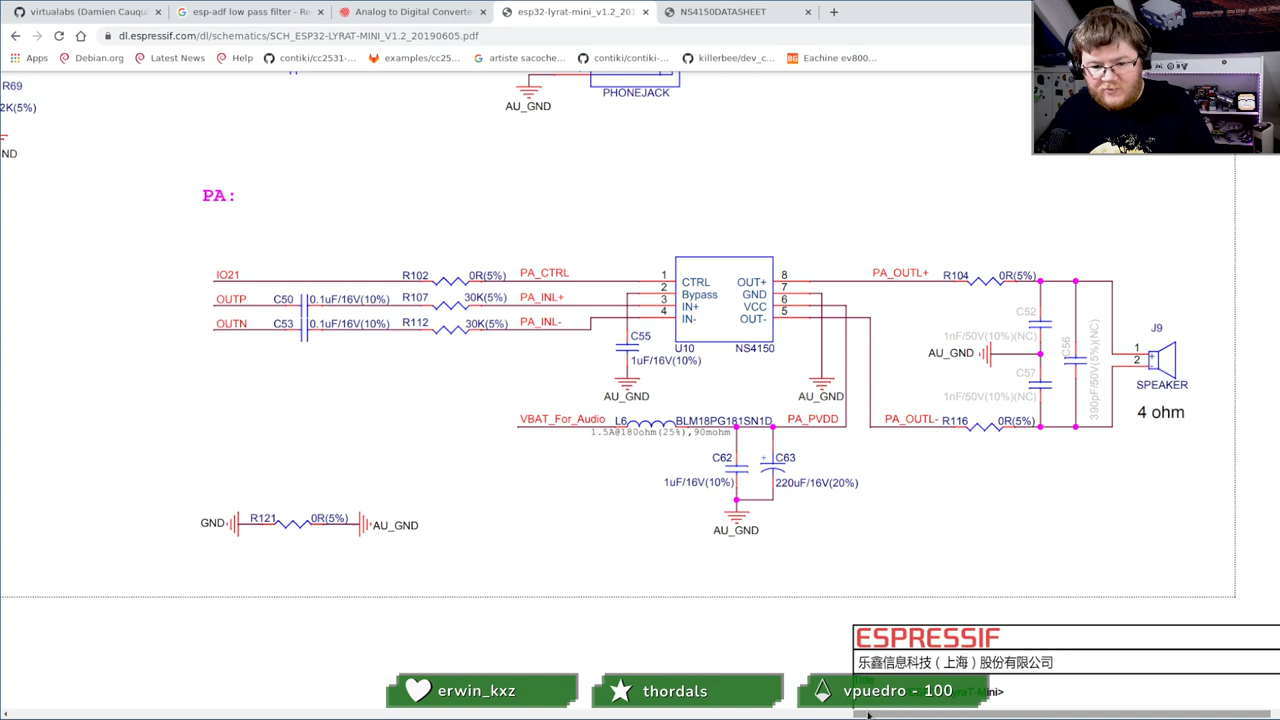 virtualabs (Damien Cauqui
esp-adf low pass filter - Re
Analog to Digital Converte
esp32-lyrat-mini_v1.2_201
NS4150DATASHEET
dl.espressif.com/dl/schematics/SCH_ESP32-LYRAT-MINI_V1.2_20190605.pdf
Apps
Debian.org
Latest News
Help
contiki/cc2531-...
examples/cc25...
artiste sacoche...
contiki/contiki-...
killerbee/dev_c...
Eachine ev800...
R69
2K(5%)
ND
AU_GND
PHONEJACK
PA:
IO21
R102
0R(5%)
PA_CTRL
1
CTRL
OUT+
8
PA_OUTL+
R104
0R(5%)
2
Bypass
GND
7
OUTP
C50
0.1uF/16V(10%)
R107
30K(5%)
PA_INL+
3
IN+
VCC
6
OUTN
C53
0.1uF/16V(10%)
R112
30K(5%)
PA_INL-
4
IN-
OUT-
5
C52
1nF/50V(10%)(NC)
C55
1uF/16V(10%)
U10
NS4150
AU_GND
C56
390pF/50V(5%)(NC)
J9
1
2
SPEAKER
C57
1nF/50V(10%)(NC)
AU_GND
AU_GND
4 ohm
VBAT_For_Audio
L6
BLM18PG181SN1D
PA_PVDD
PA_OUTL-
R116
0R(5%)
1.5A@180ohm(25%),90mohm
C62
1uF/16V(10%)
+
C63
220uF/16V(20%)
AU_GND
GND
R121
0R(5%)
AU_GND
ESPRESSIF
乐鑫信息科技（上海）股份有限公司
Title
erwin_kxz
thordals
vpuedro - 100